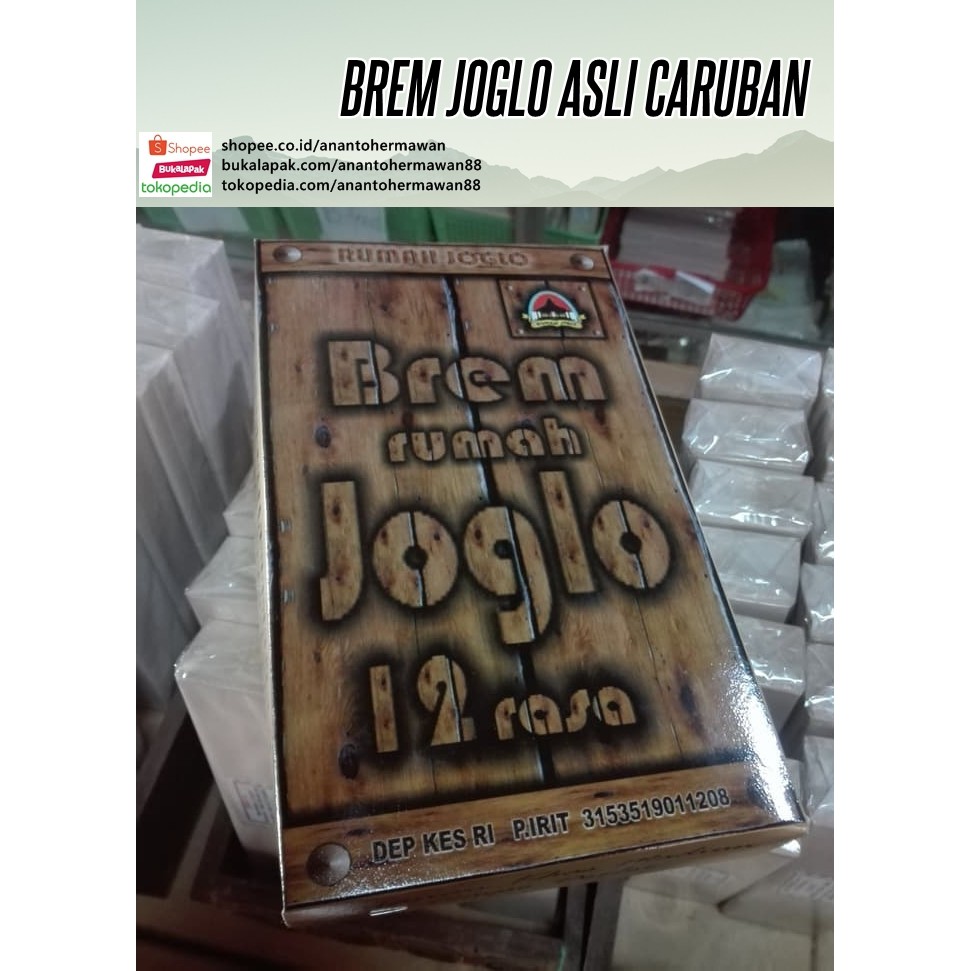 BREM JOGLO ASLI CARUBAN
Shopee
shopee.co.id/anantohermawan
BUKALAPAK
bukalapak.com/anantohermawan88
tokopedia
tokopedia.com/anantohermawan88
RUMAH JOGLO
Brem
rumah
Joglo
12 rasa
DEP KES RI P.IRIT 3153519011208